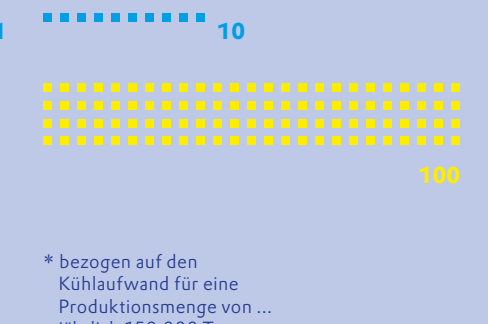 10
100
* bezogen auf den
Kühlaufwand für eine
Produktionsmenge von ...